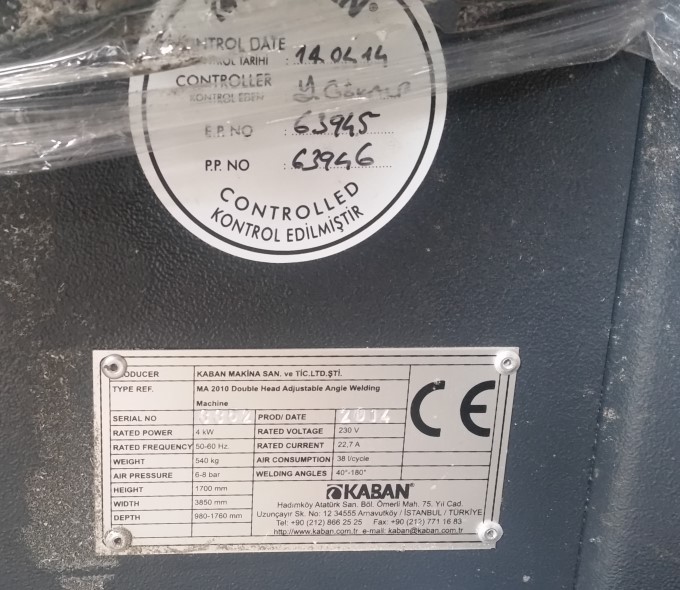 KABAN®
CONTROL DATE
KONTROL TARİHİ : 14.04.14
CONTROLLER
KONTROL EDEN
E.P. NO : 63945
P.P. NO : 63946
CONTROLLED
KONTROL EDİLMİŞTİR
PRODUCER KABAN MAKİNA SAN. ve TİC.LTD.ŞTİ.
TYPE REF. MA 2010 Double Head Adjustable Angle Welding
Machine
SERIAL NO PROD/ DATE 2014
RATED POWER 4 kW RATED VOLTAGE 230 V
RATED FREQUENCY 50-60 Hz. RATED CURRENT 22,7 A
WEIGHT 540 kg AIR CONSUMPTION 38 l/cycle
AIR PRESSURE 6-8 bar WELDING ANGLES 40°-180°
HEIGHT 1700 mm
WIDTH 3850 mm
DEPTH 980-1760 mm
CE
KABAN®
Hadımköy Atatürk San. Böl. Ömerli Mah. 75. Yıl Cad.
Uzunçayır Sk. No: 12 34555 Arnavutköy / İSTANBUL / TÜRKİYE
Tel: +90 (212) 866 25 25 Fax: +90 (212) 771 16 83
http://www.kaban.com.tr e-mail: kaban@kaban.com.tr